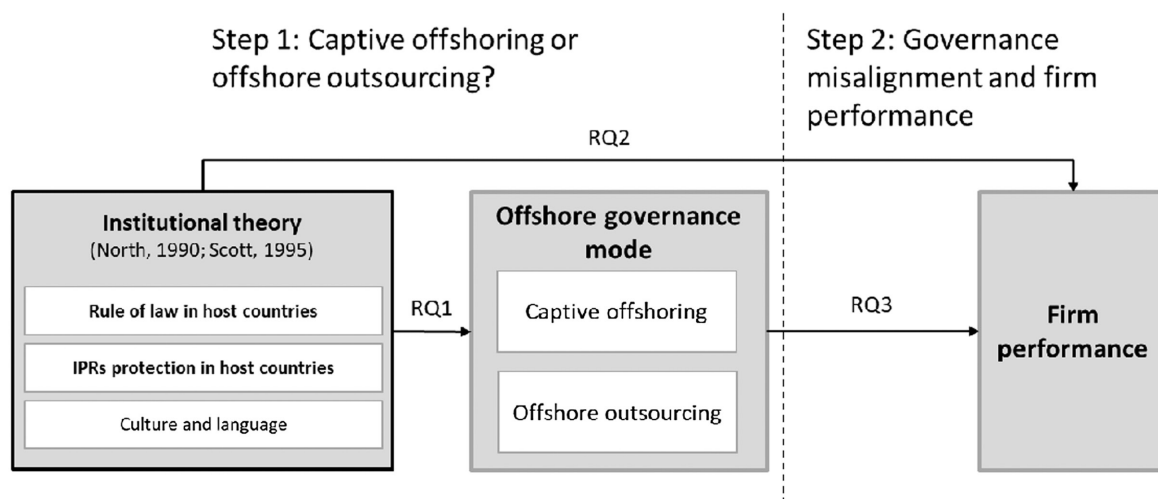 Step 1: Captive offshoring or
offshore outsourcing?
Step 2: Governance
misalignment and firm
performance
RQ2
Institutional theory
(North, 1990; Scott, 1995)
Rule of law in host countries
IPRs protection in host countries
Culture and language
RQ1
Offshore governance
mode
Captive offshoring
Offshore outsourcing
RQ3
Firm
performance